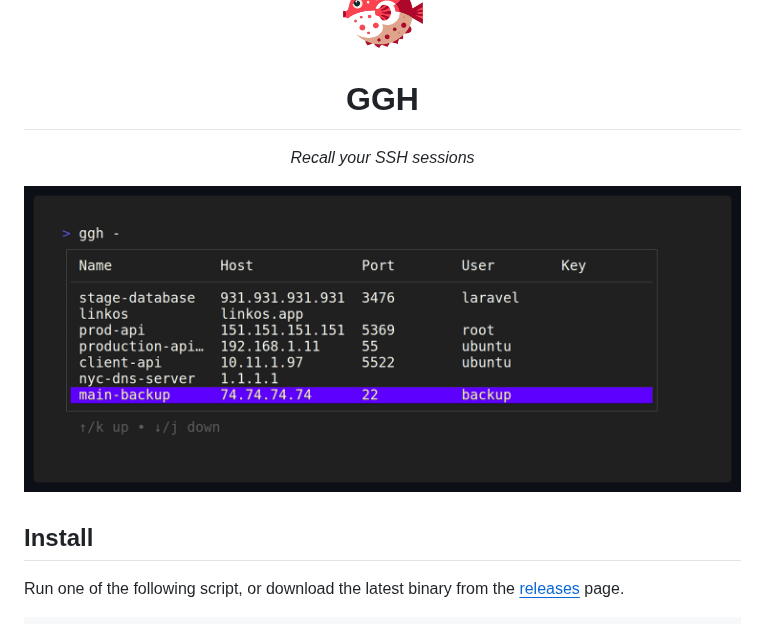 GGH
Recall your SSH sessions
> ggh -
Name Host Port User Key
stage-database 931.931.931.931 3476 laravel
linkos linkos.app
prod-api 151.151.151.151 5369 root
production-api… 192.168.1.11 55 ubuntu
client-api 10.11.1.97 5522 ubuntu
nyc-dns-server 1.1.1.1
main-backup 74.74.74.74 22 backup
↑/k up • ↓/j down
Install
Run one of the following script, or download the latest binary from the releases page.